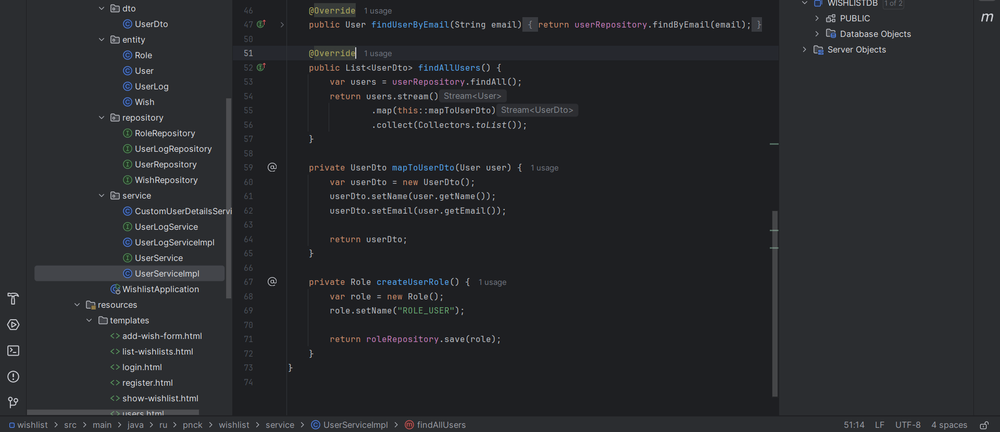 dto
UserDto
entity
Role
User
UserLog
Wish
repository
RoleRepository
UserLogRepository
UserRepository
WishRepository
service
CustomUserDetailsServi
UserLogService
UserLogServiceImpl
UserService
UserServiceImpl
WishlistApplication
resources
templates
add-wish-form.html
list-wishlists.html
login.html
register.html
show-wishlist.html
users.html
46 @Override 1 usage
47 public User findUserByEmail(String email) { return userRepository.findByEmail(email); }
50
51 @Override 1 usage
52 public List<UserDto> findAllUsers() {
53 var users = userRepository.findAll();
54 return users.stream() Stream<User>
55 .map(this::mapToUserDto) Stream<UserDto>
56 .collect(Collectors.toList());
57 }
58
59 @ private UserDto mapToUserDto(User user) { 1 usage
60 var userDto = new UserDto();
61 userDto.setName(user.getName());
62 userDto.setEmail(user.getEmail());
63
64 return userDto;
65 }
66
67 @ private Role createUserRole() { 1 usage
68 var role = new Role();
69 role.setName("ROLE_USER");
70
71 return roleRepository.save(role);
72 }
73 }
74
WISHLISTDB 1 of 2
PUBLIC
Database Objects
Server Objects
m
wishlist > src > main > java > ru > pnck > wishlist > service > UserServiceImpl > findAllUsers
51:14 LF UTF-8 4 spaces